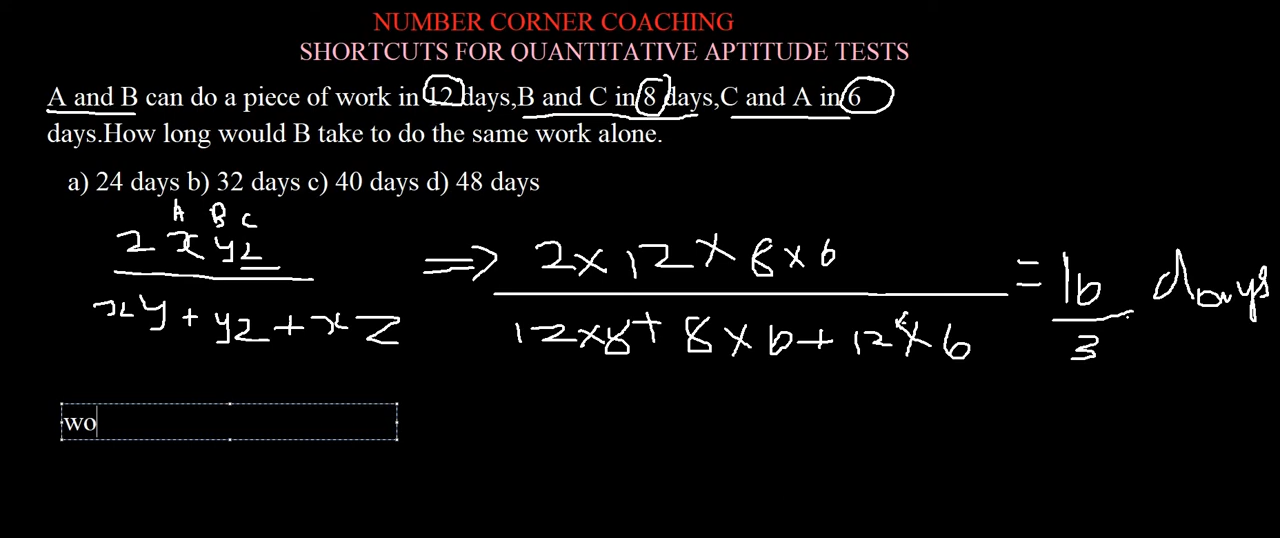 NUMBER CORNER COACHING
SHORTCUTS FOR QUANTITATIVE APTITUDE TESTS
A and B can do a piece of work in 12 days,B and C in 8 days,C and A in 6
days.How long would B take to do the same work alone.
a) 24 days b) 32 days c) 40 days d) 48 days
A B C
2 x y z ⇒ 2 × 12 × 8 × 6 = 16 days
xy + yz + x z 12 × 8 + 8 × 6 + 12 × 6 3
wo